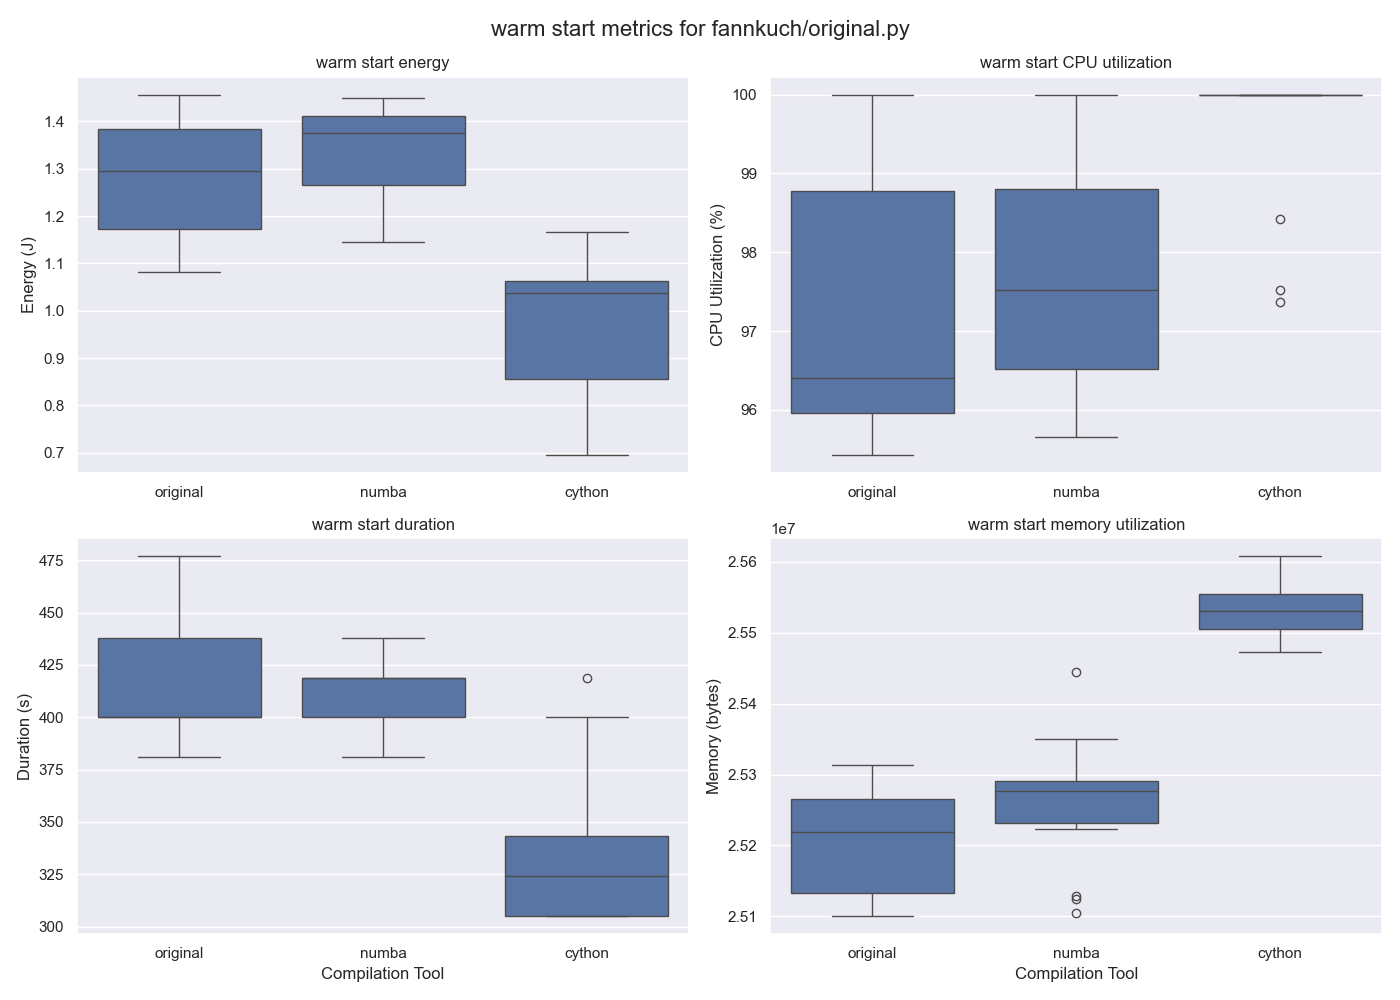 warm start metrics for fannkuch/original.py
warm start energy
Energy (J)
1.4
1.3
1.2
1.1
1.0
0.9
0.8
0.7
original numba cython
warm start CPU utilization
CPU Utilization (%)
100
99
98
97
96
original numba cython
warm start duration
Duration (s)
475
450
425
400
375
350
325
300
original numba cython
Compilation Tool
1e7
warm start memory utilization
Memory (bytes)
2.56
2.55
2.54
2.53
2.52
2.51
original numba cython
Compilation Tool